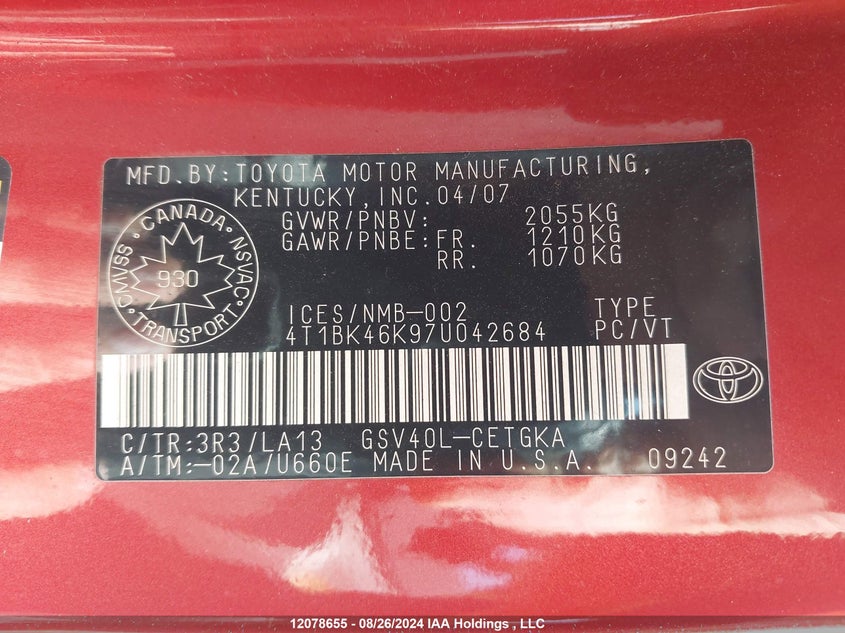 MFD.BY:TOYOTA MOTOR MANUFACTURING,
KENTUCKY,INC.04/07
GVWR/PNBV: 2055KG
GAWR/PNBE:FR. 1210KG
RR. 1070KG
CANADA
CMVSS 930 NSVAC
TRANSPORT
ICES/NMB-002 TYPE
4T1BK46K97U042684 PC/VT
C/TR:3R3/LA13 GSV40L-CETGKA
A/TM:-02A/U660E MADE IN U.S.A. 09242
12078655 - 08/26/2024 IAA Holdings , LLC